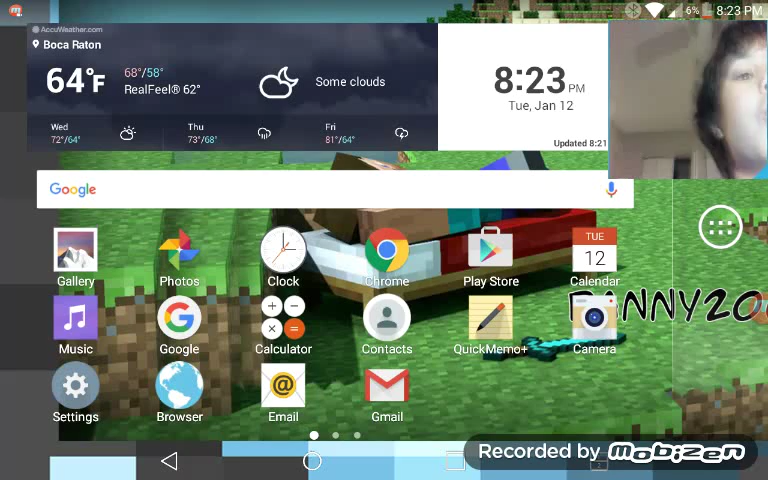 6% 8:23 PM
AccuWeather.com
Boca Raton
64°F
68°/58°
RealFeel® 62°
Some clouds
8:23 PM
Tue, Jan 12
Wed
72°/64°
Thu
73°/68°
Fri
81°/64°
Updated 8:21
Google
TUE
12
Gallery
Photos
Clock
Chrome
Play Store
Calendar
Music
Google
Calculator
Contacts
QuickMemo+
Camera
Settings
Browser
Email
Gmail
Recorded by mobizen